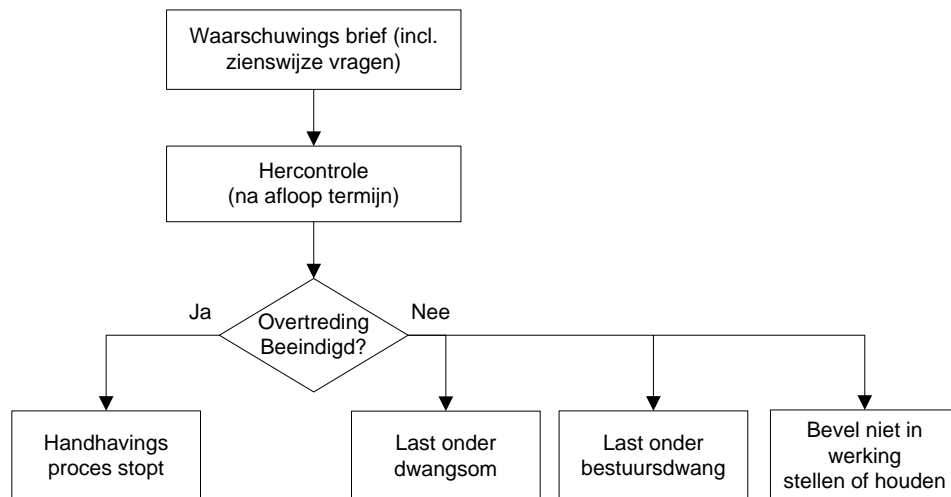 Waarschuwings brief (incl.
zienswijze vragen)
Hercontrole
(na afloop termijn)
Ja
Nee
Overtreding
Beeindigd?
Handhavings
proces stopt
Last onder
dwangsom
Last onder
bestuursdwang
Bevel niet in
werking
stellen of houden